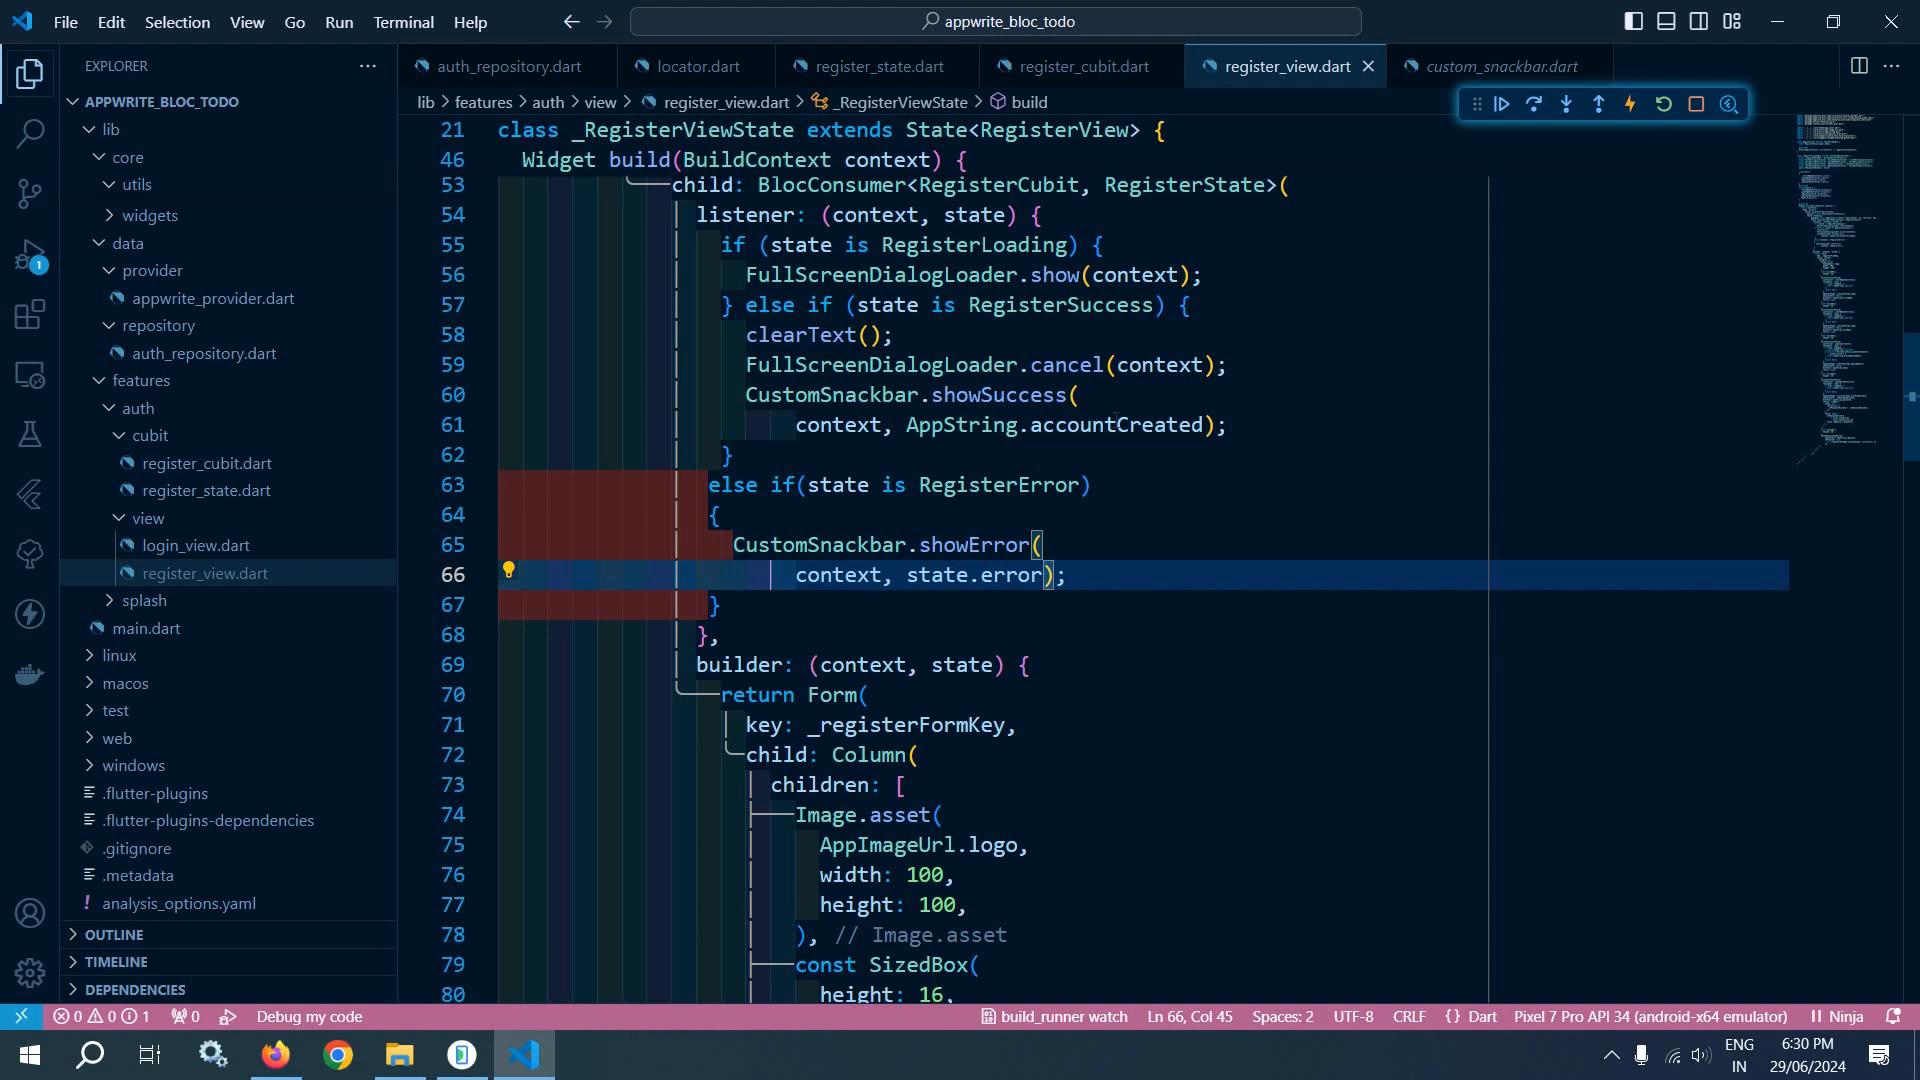 File Edit Selection View Go Run Terminal Help
appwrite_bloc_todo
EXPLORER
auth_repository.dart
locator.dart
register_state.dart
register_cubit.dart
register_view.dart
custom_snackbar.dart
lib > features > auth > view > register_view.dart > _RegisterViewState > build
APPWRITE_BLOC_TODO
lib
core
utils
widgets
data
provider
appwrite_provider.dart
repository
auth_repository.dart
features
auth
cubit
register_cubit.dart
register_state.dart
view
login_view.dart
register_view.dart
splash
main.dart
linux
macos
test
web
windows
.flutter-plugins
.flutter-plugins-dependencies
.gitignore
.metadata
! analysis_options.yaml
OUTLINE
TIMELINE
DEPENDENCIES
1
21 class _RegisterViewState extends State<RegisterView> {
46 Widget build(BuildContext context) {
53 child: BlocConsumer<RegisterCubit, RegisterState>(
54 listener: (context, state) {
55 if (state is RegisterLoading) {
56 FullScreenDialogLoader.show(context);
57 } else if (state is RegisterSuccess) {
58 clearText();
59 FullScreenDialogLoader.cancel(context);
60 CustomSnackbar.showSuccess(
61 context, AppString.accountCreated);
62 }
63 else if(state is RegisterError)
64 {
65 CustomSnackbar.showError(
66 context, state.error);
67 }
68 },
69 builder: (context, state) {
70 return Form(
71 key: _registerFormKey,
72 child: Column(
73 children: [
74 Image.asset(
75 AppImageUrl.logo,
76 width: 100,
77 height: 100,
78 ), // Image.asset
79 const SizedBox(
80 height: 16,
0 0 1 0 Debug my code
build_runner watch Ln 66, Col 45 Spaces: 2 UTF-8 CRLF {} Dart Pixel 7 Pro API 34 (android-x64 emulator) Ninja
ENG
IN
6:30 PM
29/06/2024